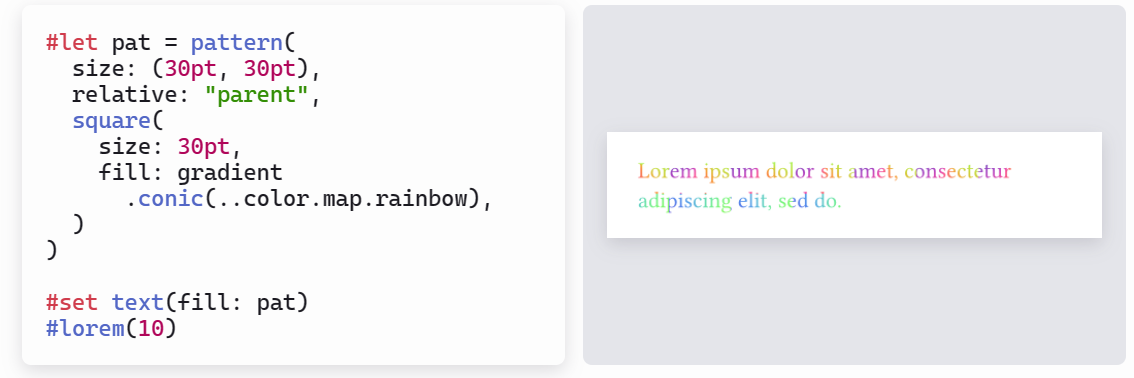 #let pat = pattern(
  size: (30pt, 30pt),
  relative: "parent",
  square(
    size: 30pt,
    fill: gradient
      .conic(..color.map.rainbow),
  )
)

#set text(fill: pat)
#lorem(10)
Lorem ipsum dolor sit amet, consectetur
adipiscing elit, sed do.